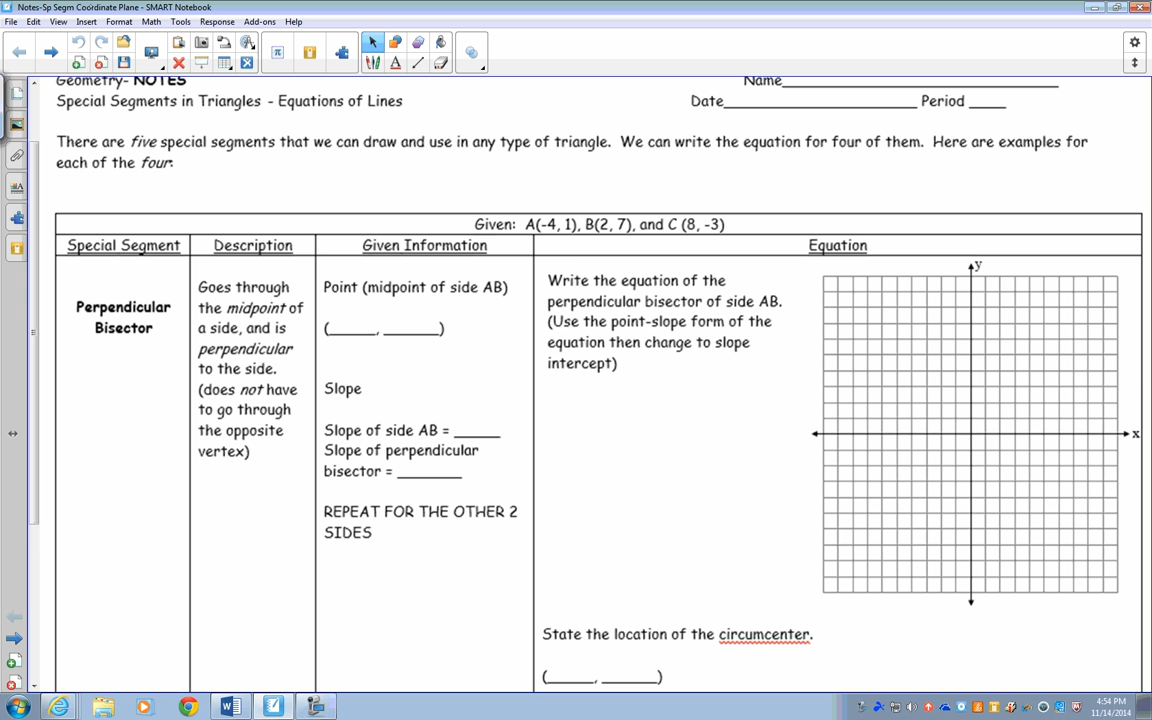 Notes-Sp Segm Coordinate Plane - SMART Notebook
File Edit View Insert Format Math Tools Response Add-ons Help
Geometry- NOTES Name
Special Segments in Triangles - Equations of Lines Date Period
There are five special segments that we can draw and use in any type of triangle. We can write the equation for four of them. Here are examples for
each of the four:
Given: A(-4, 1), B(2, 7), and C (8, -3)
Special Segment Description Given Information Equation
Perpendicular
Bisector
Goes through
the midpoint of
a side, and is
perpendicular
to the side.
(does not have
to go through
the opposite
vertex)
Point (midpoint of side AB)
(_____, ______)
Slope
Slope of side AB = _____
Slope of perpendicular
bisector = _______
REPEAT FOR THE OTHER 2
SIDES
Write the equation of the
perpendicular bisector of side AB.
(Use the point-slope form of the
equation then change to slope
intercept)
y
x
State the location of the circumcenter.
(_____, ______)
4:54 PM
11/14/2014